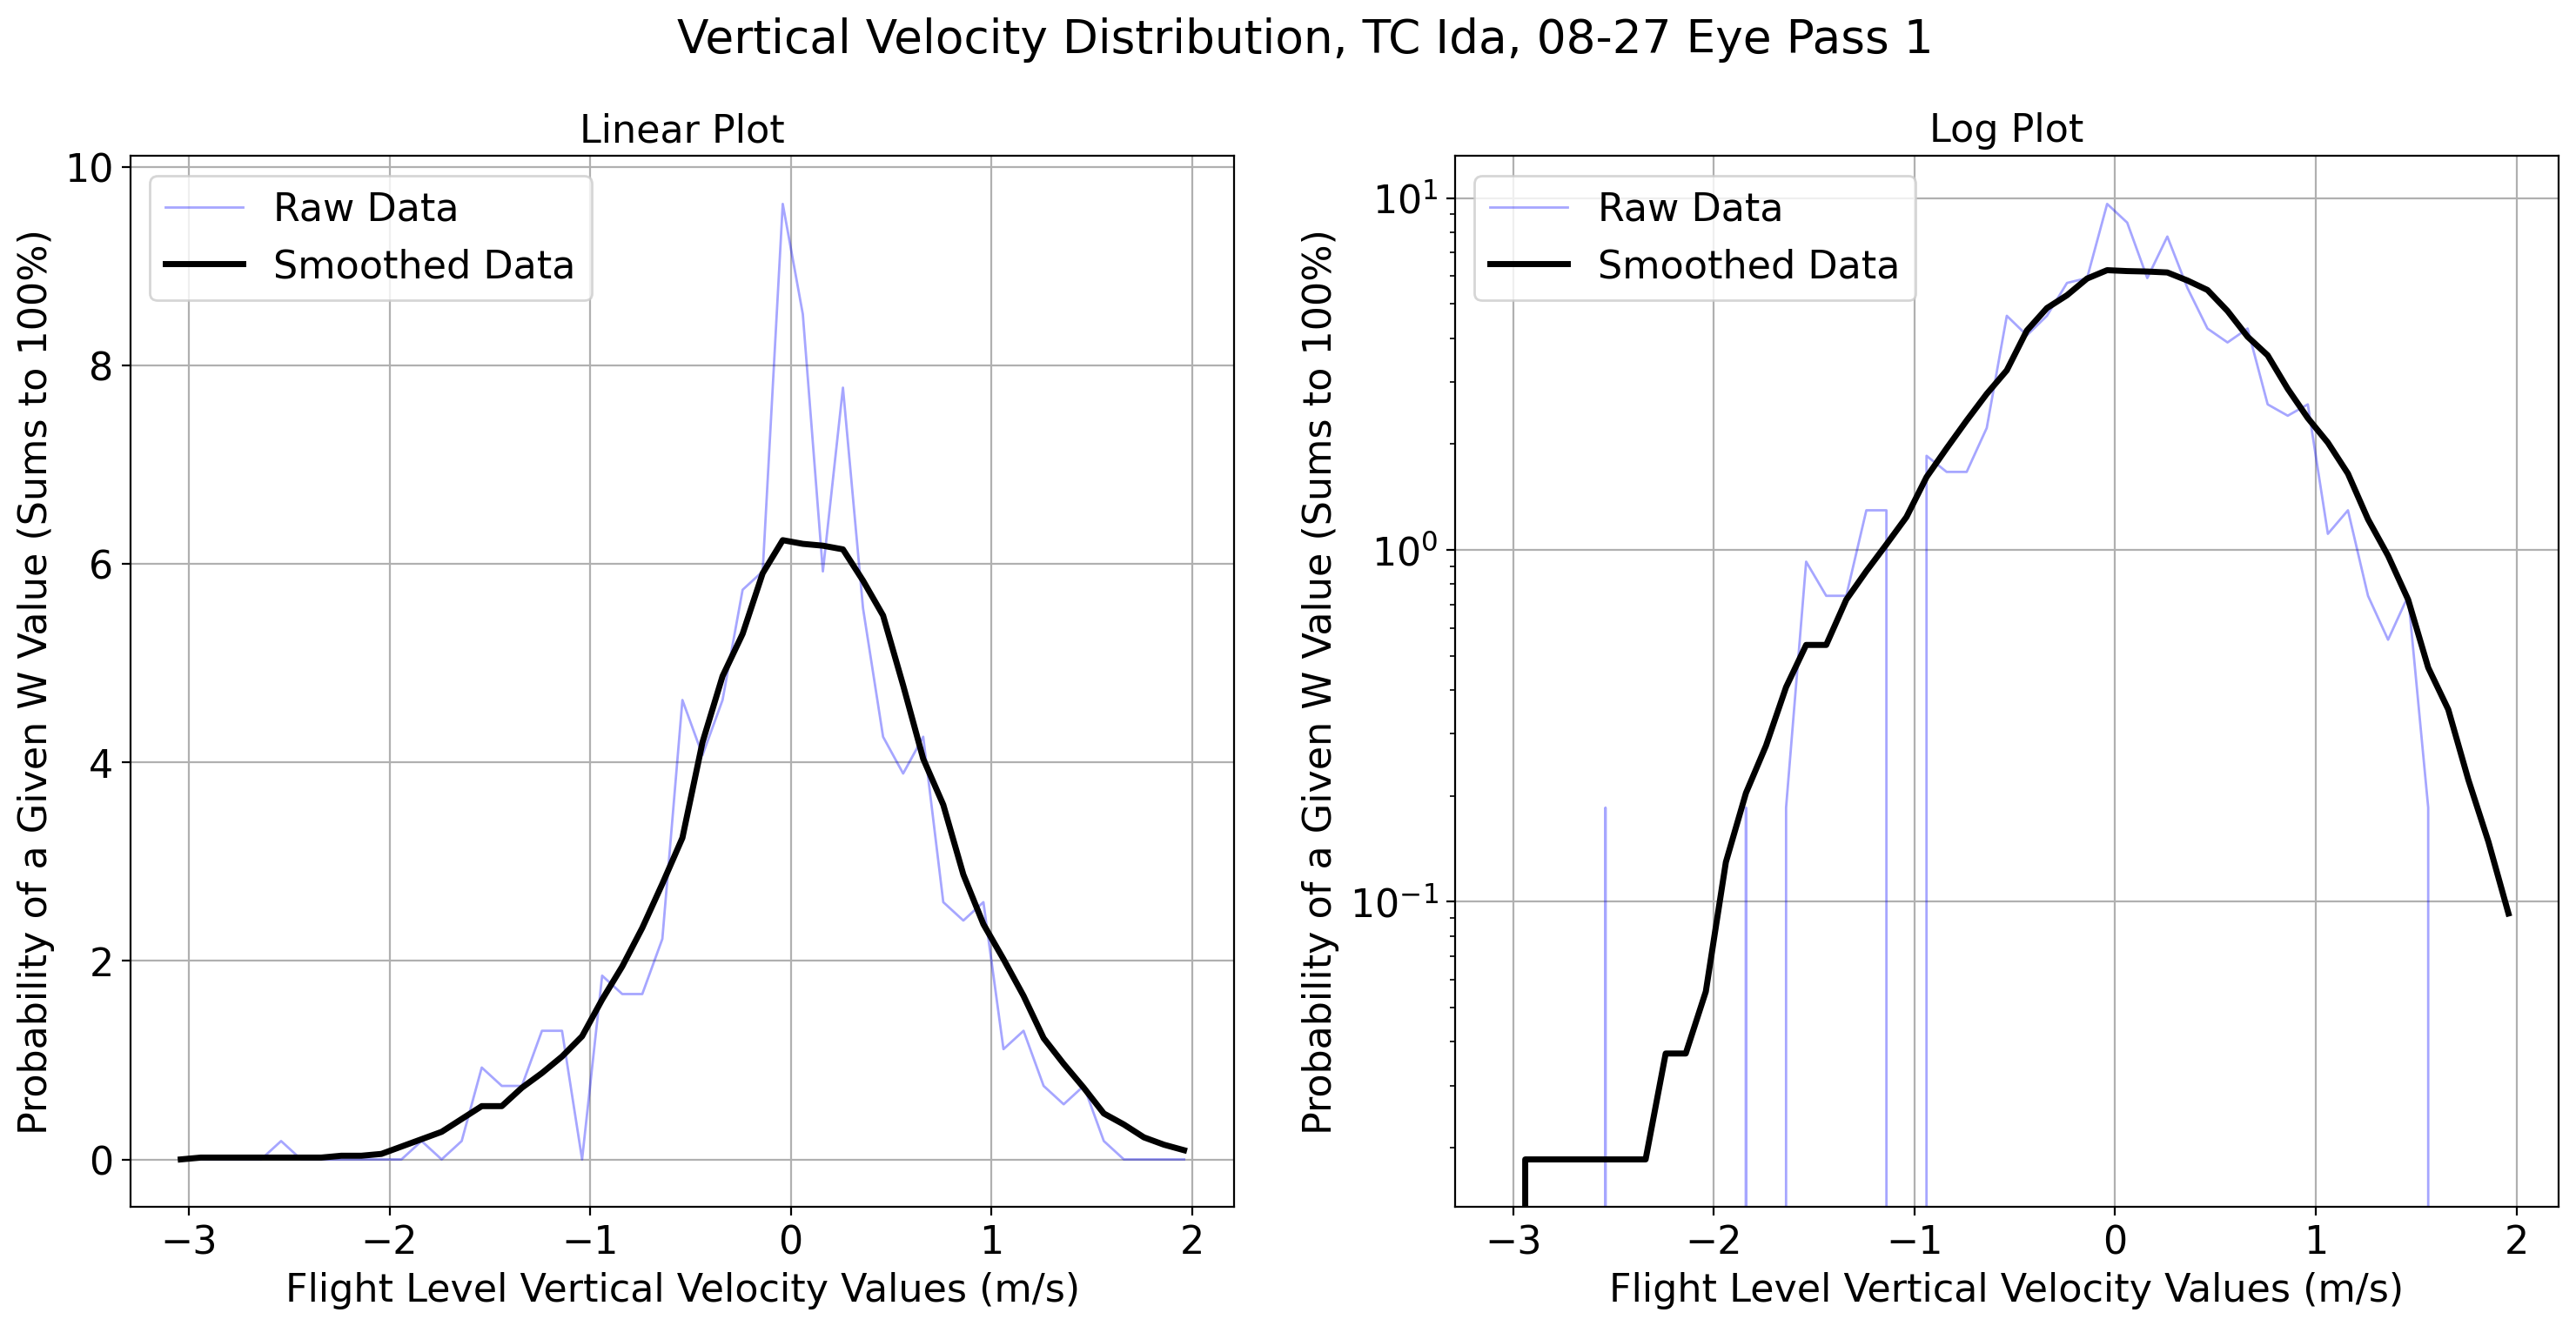 Vertical Velocity Distribution, TC Ida, 08-27 Eye Pass 1
Linear Plot
Probability of a Given W Value (Sums to 100%)
10
8
6
4
2
0
Raw Data
Smoothed Data
−3 −2 −1 0 1 2
Flight Level Vertical Velocity Values (m/s)
Log Plot
Probability of a Given W Value (Sums to 100%)
10¹
10⁰
10⁻¹
Raw Data
Smoothed Data
−3 −2 −1 0 1 2
Flight Level Vertical Velocity Values (m/s)